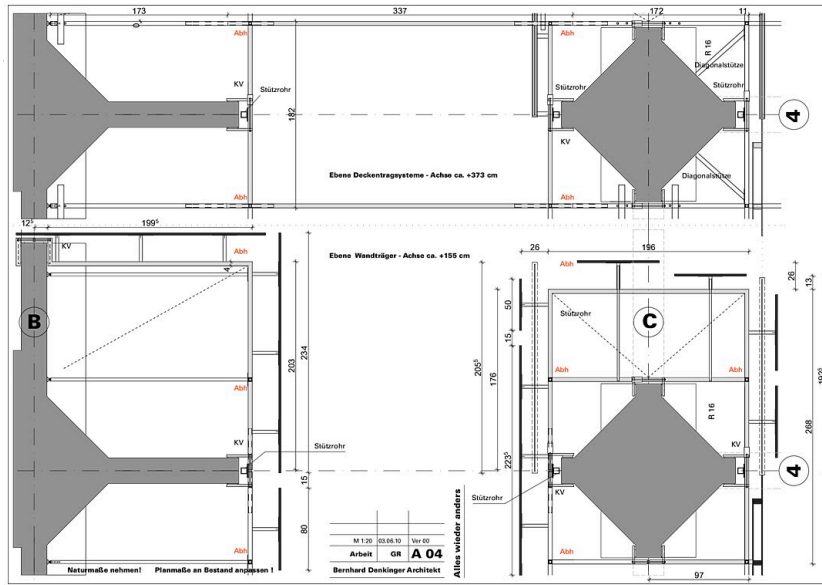 173
337
172
11
Abh
Abh
R 16
Diagonalstütze
KV
Stützrohr
Stützrohr
Stützrohr
182
4
KV
Ebene Deckentragsysteme - Achse ca. +373 cm
Diagonalstütze
Abh
Abh
12⁵
199⁵
KV
Abh
Ebene Wandträger - Achse ca. +155 cm
26
196
Abh
4
26
13
50
Stützrohr
B
C
15
203
234
205⁵
176
192⁵
Abh
Abh
Abh
R 16
268
KV
KV
Stützrohr
223⁵
4
15
Stützrohr
KV
80
Alles wieder anders
M 1:20 03.06.10 Ver 00
Arbeit GR A 04
Abh
Abh
Naturmaße nehmen! Planmaße an Bestand anpassen !
Bernhard Denkinger Architekt
97